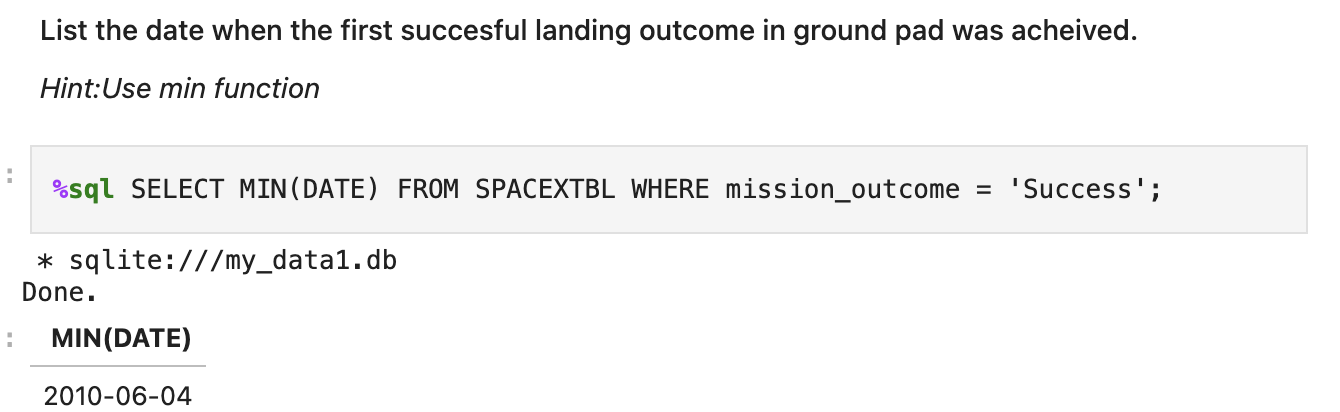 List the date when the first succesful landing outcome in ground pad was acheived.
Hint:Use min function
:
%sql SELECT MIN(DATE) FROM SPACEXTBL WHERE mission_outcome = 'Success';
* sqlite:///my_data1.db
Done.
:
MIN(DATE)
2010-06-04